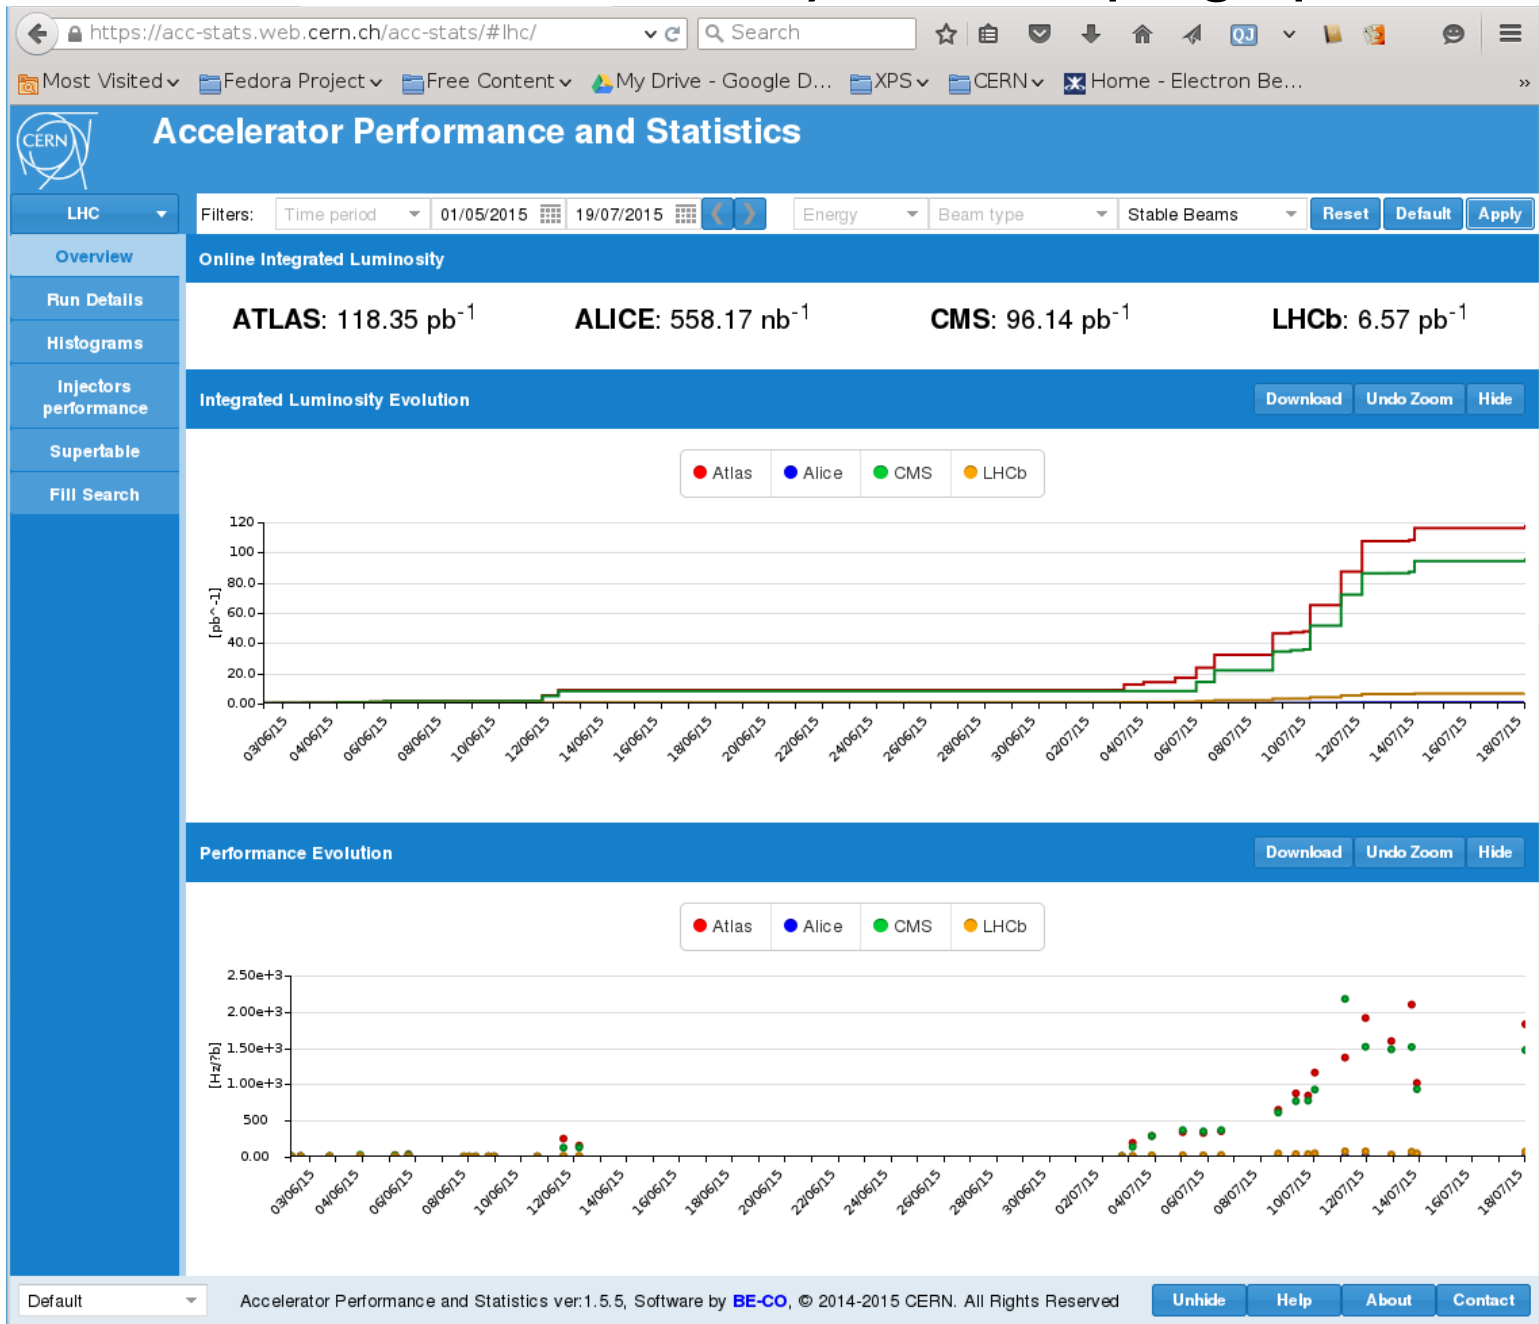 https://acc-stats.web.cern.ch/acc-stats/#lhc/ Search QJ
Most Visited Fedora Project Free Content My Drive - Google D... XPS CERN Home - Electron Be... »
CERN
Accelerator Performance and Statistics
LHC Filters: Time period 01/05/2015 19/07/2015 Energy Beam type Stable Beams Reset Default Apply
Overview
Run Details
Histograms
Injectors
performance
Supertable
Fill Search
Online Integrated Luminosity
ATLAS: 118.35 pb-1 ALICE: 558.17 nb-1 CMS: 96.14 pb-1 LHCb: 6.57 pb-1
Integrated Luminosity Evolution Download Undo Zoom Hide
Atlas Alice CMS LHCb
120
100
80.0
60.0
40.0
20.0
0.00
[pb^-1]
03/06/15 04/06/15 06/06/15 08/06/15 10/06/15 12/06/15 14/06/15 16/06/15 18/06/15 20/06/15 22/06/15 24/06/15 26/06/15 28/06/15 30/06/15 02/07/15 04/07/15 06/07/15 08/07/15 10/07/15 12/07/15 14/07/15 16/07/15 18/07/15
Performance Evolution Download Undo Zoom Hide
Atlas Alice CMS LHCb
2.50e+3
2.00e+3
1.50e+3
1.00e+3
500
0.00
[Hz/?b]
03/06/15 04/06/15 06/06/15 08/06/15 10/06/15 12/06/15 14/06/15 16/06/15 18/06/15 20/06/15 22/06/15 24/06/15 26/06/15 28/06/15 30/06/15 02/07/15 04/07/15 06/07/15 08/07/15 10/07/15 12/07/15 14/07/15 16/07/15 18/07/15
Default Accelerator Performance and Statistics ver:1.5.5, Software by BE-CO, © 2014-2015 CERN. All Rights Reserved Unhide Help About Contact